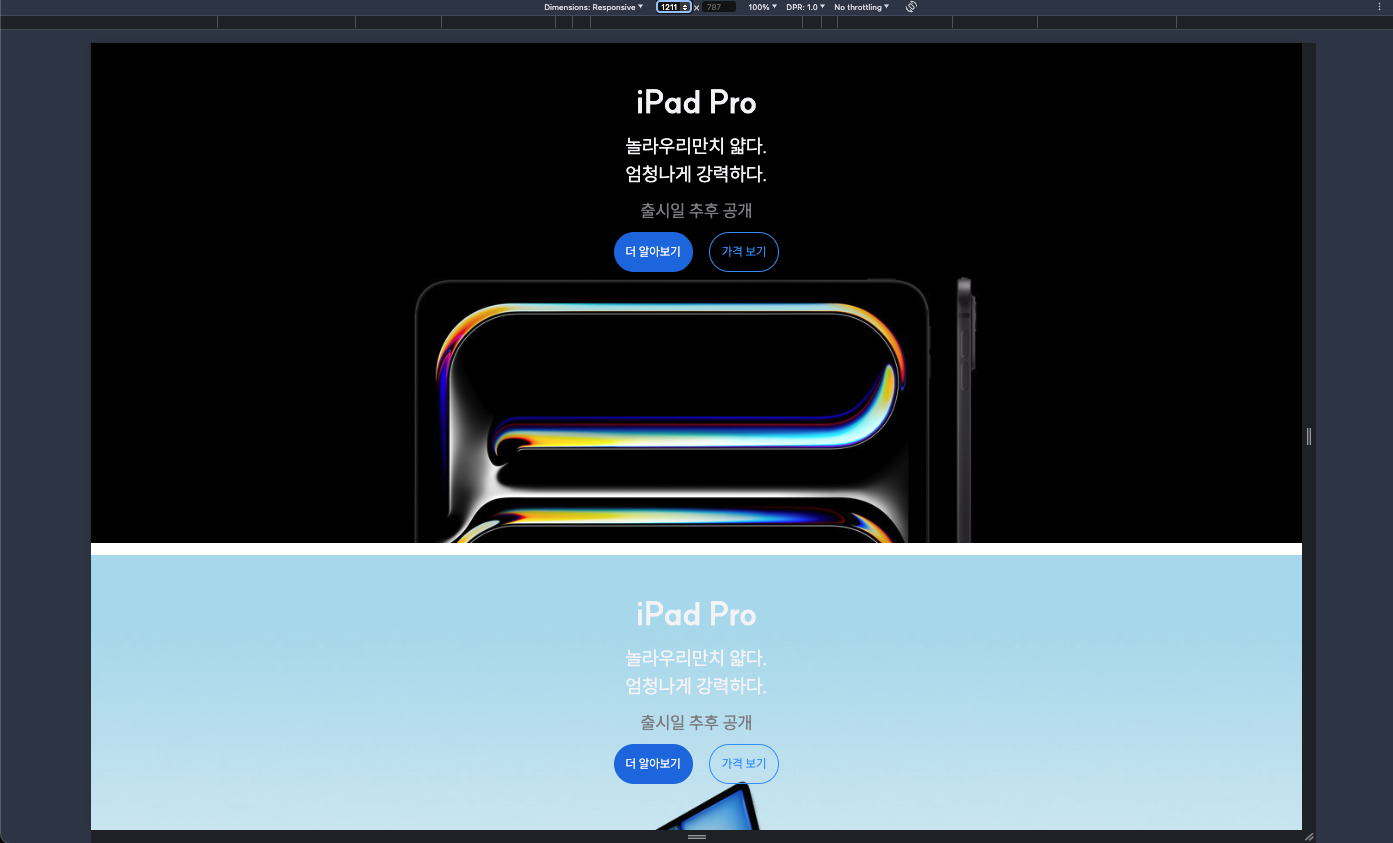 Dimensions: Responsive 1211 x 787 100% DPR: 1.0 No throttling
iPad Pro
놀라우리만치 얇다.
엄청나게 강력하다.
출시일 추후 공개
더 알아보기 가격 보기
iPad Pro
놀라우리만치 얇다.
엄청나게 강력하다.
출시일 추후 공개
더 알아보기 가격 보기